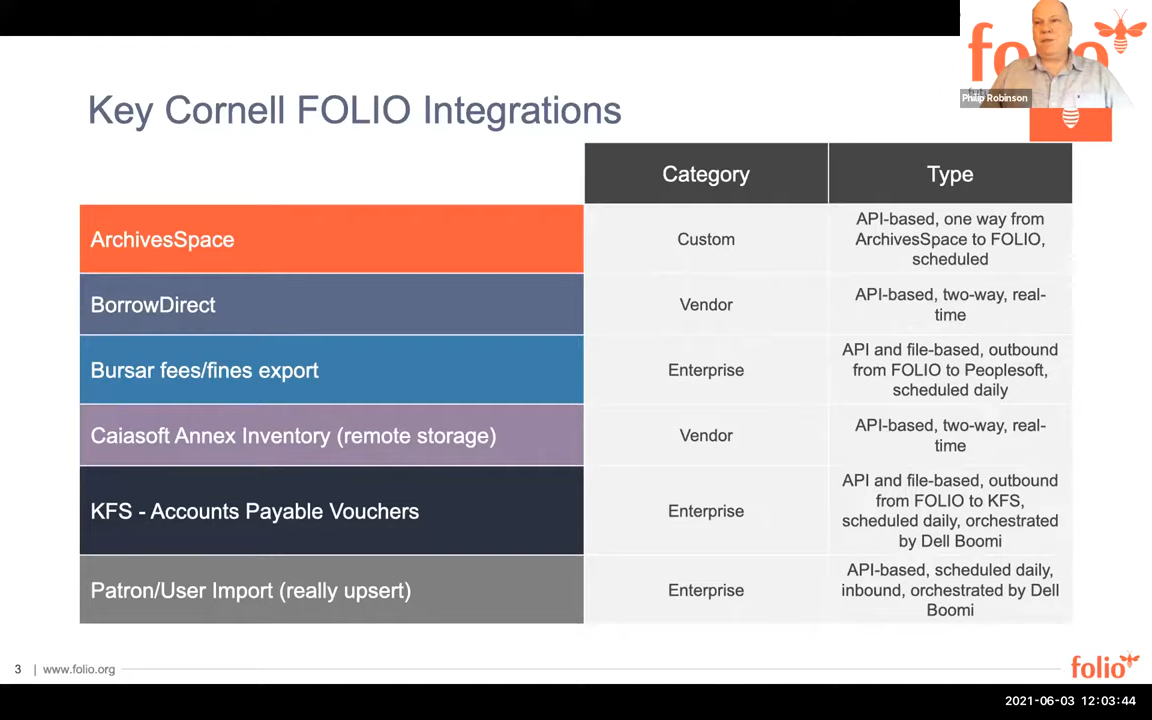 folio
Philip Robinson
Key Cornell FOLIO Integrations
Category
Type
ArchivesSpace
Custom
API-based, one way from
ArchivesSpace to FOLIO,
scheduled
BorrowDirect
Vendor
API-based, two-way, real-
time
Bursar fees/fines export
Enterprise
API and file-based, outbound
from FOLIO to Peoplesoft,
scheduled daily
Caiasoft Annex Inventory (remote storage)
Vendor
API-based, two-way, real-
time
KFS - Accounts Payable Vouchers
Enterprise
API and file-based, outbound
from FOLIO to KFS,
scheduled daily, orchestrated
by Dell Boomi
Patron/User Import (really upsert)
Enterprise
API-based, scheduled daily,
inbound, orchestrated by Dell
Boomi
3 | www.folio.org
folio
2021-06-03 12:03:44